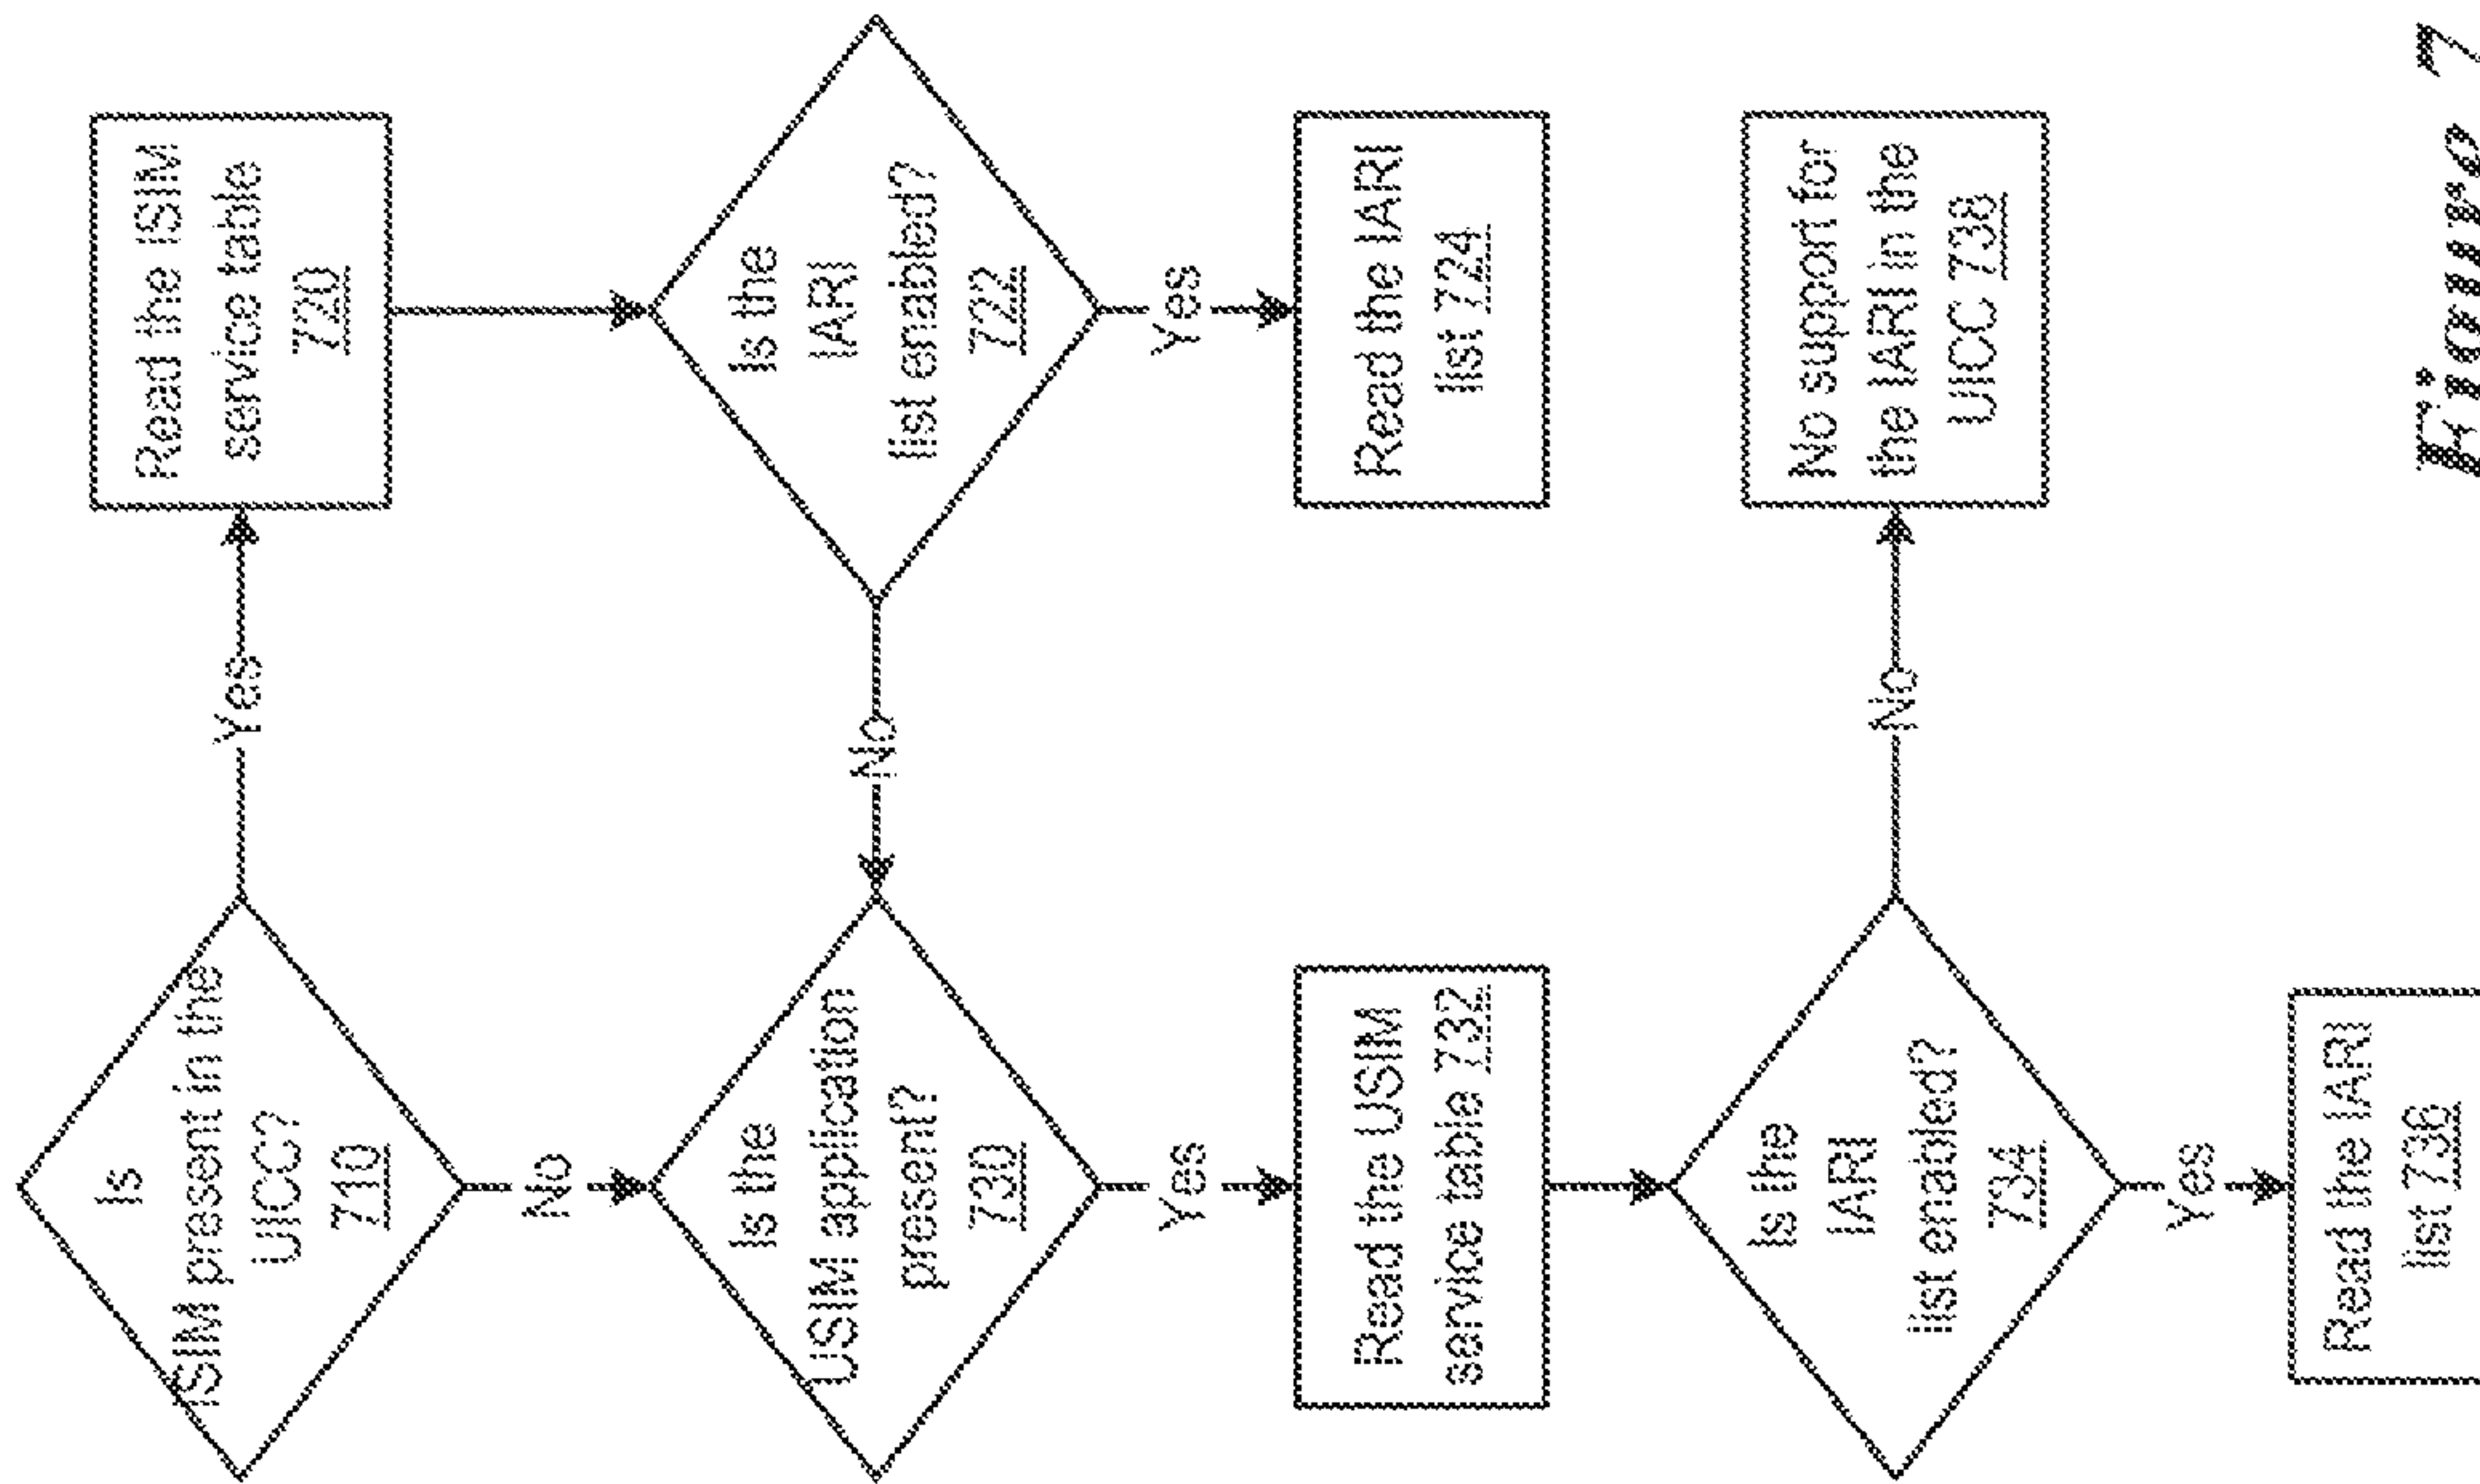 Is
ISIM present in the
UICC?
710
Yes
Read the ISIM
service table
720
No
Is the
IARI
list enabled?
722
No
Yes
Is the
USIM application
present?
730
Yes
Read the IARI
list 724
Read the USIM
service table 732
Is the
IARI
list enabled?
734
No
No support for
the IARI in the
UICC 738
Yes
Read the IARI
list 736
Figure 7